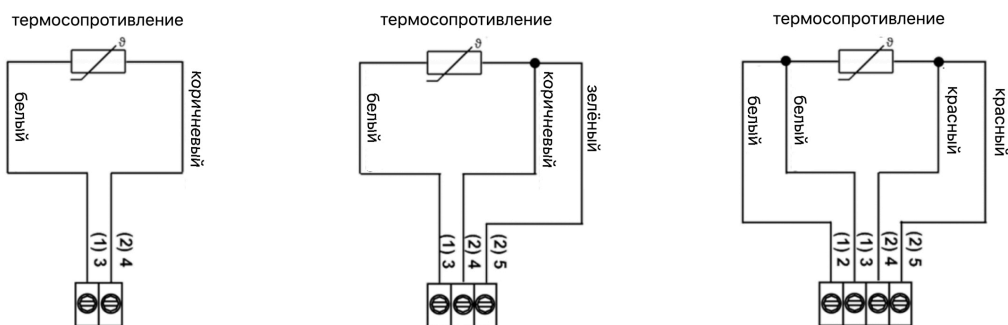 термосопротивление
ϑ
белый
коричневый
(1) 3
(2) 4
термосопротивление
ϑ
белый
коричневый
зелёный
(1) 3
(2) 4
(2) 5
термосопротивление
ϑ
белый
белый
красный
красный
(1) 2
(1) 3
(2) 4
(2) 5